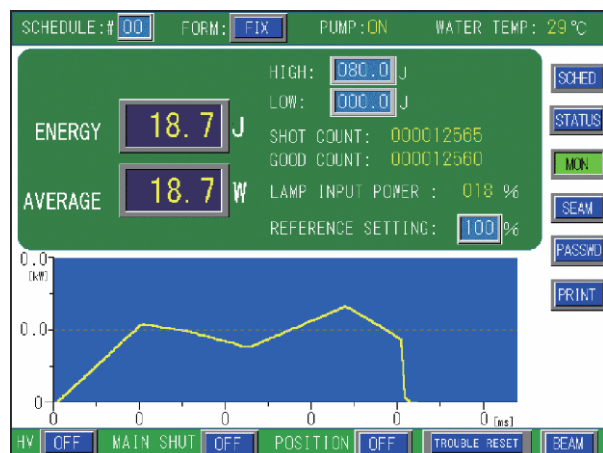 SCHEDULE:# 00 FORM: FIX PUMP:ON WATER TEMP: 29℃
HIGH: 080.0 J
LOW: 000.0 J
ENERGY 18.7 J
SHOT COUNT: 000012565
GOOD COUNT: 000012560
AVERAGE 18.7 W
LAMP INPUT POWER : 018 %
REFERENCE SETTING: 100 %
SCHED
STATUS
MON
SEAM
PASSWD
PRINT
0.0
[kW]
0.0
0
0 0 0 0 0 0 [ms]
HV OFF MAIN SHUT OFF POSITION OFF TROUBLE RESET BEAM